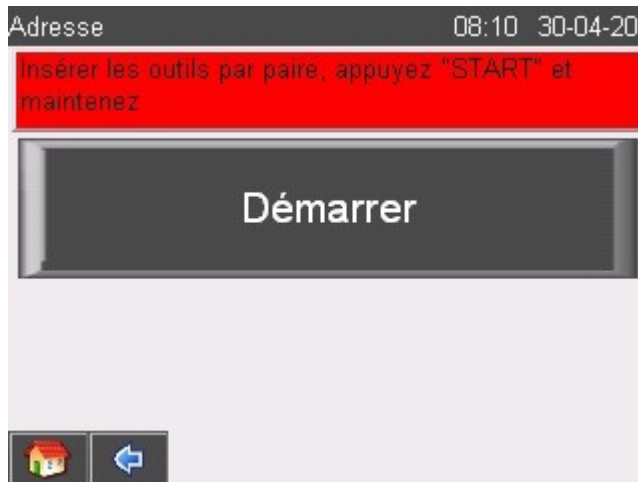 Adresse 08:10 30-04-20
Insérer les outils par paire, appuyez "START" et
maintenez
Démarrer